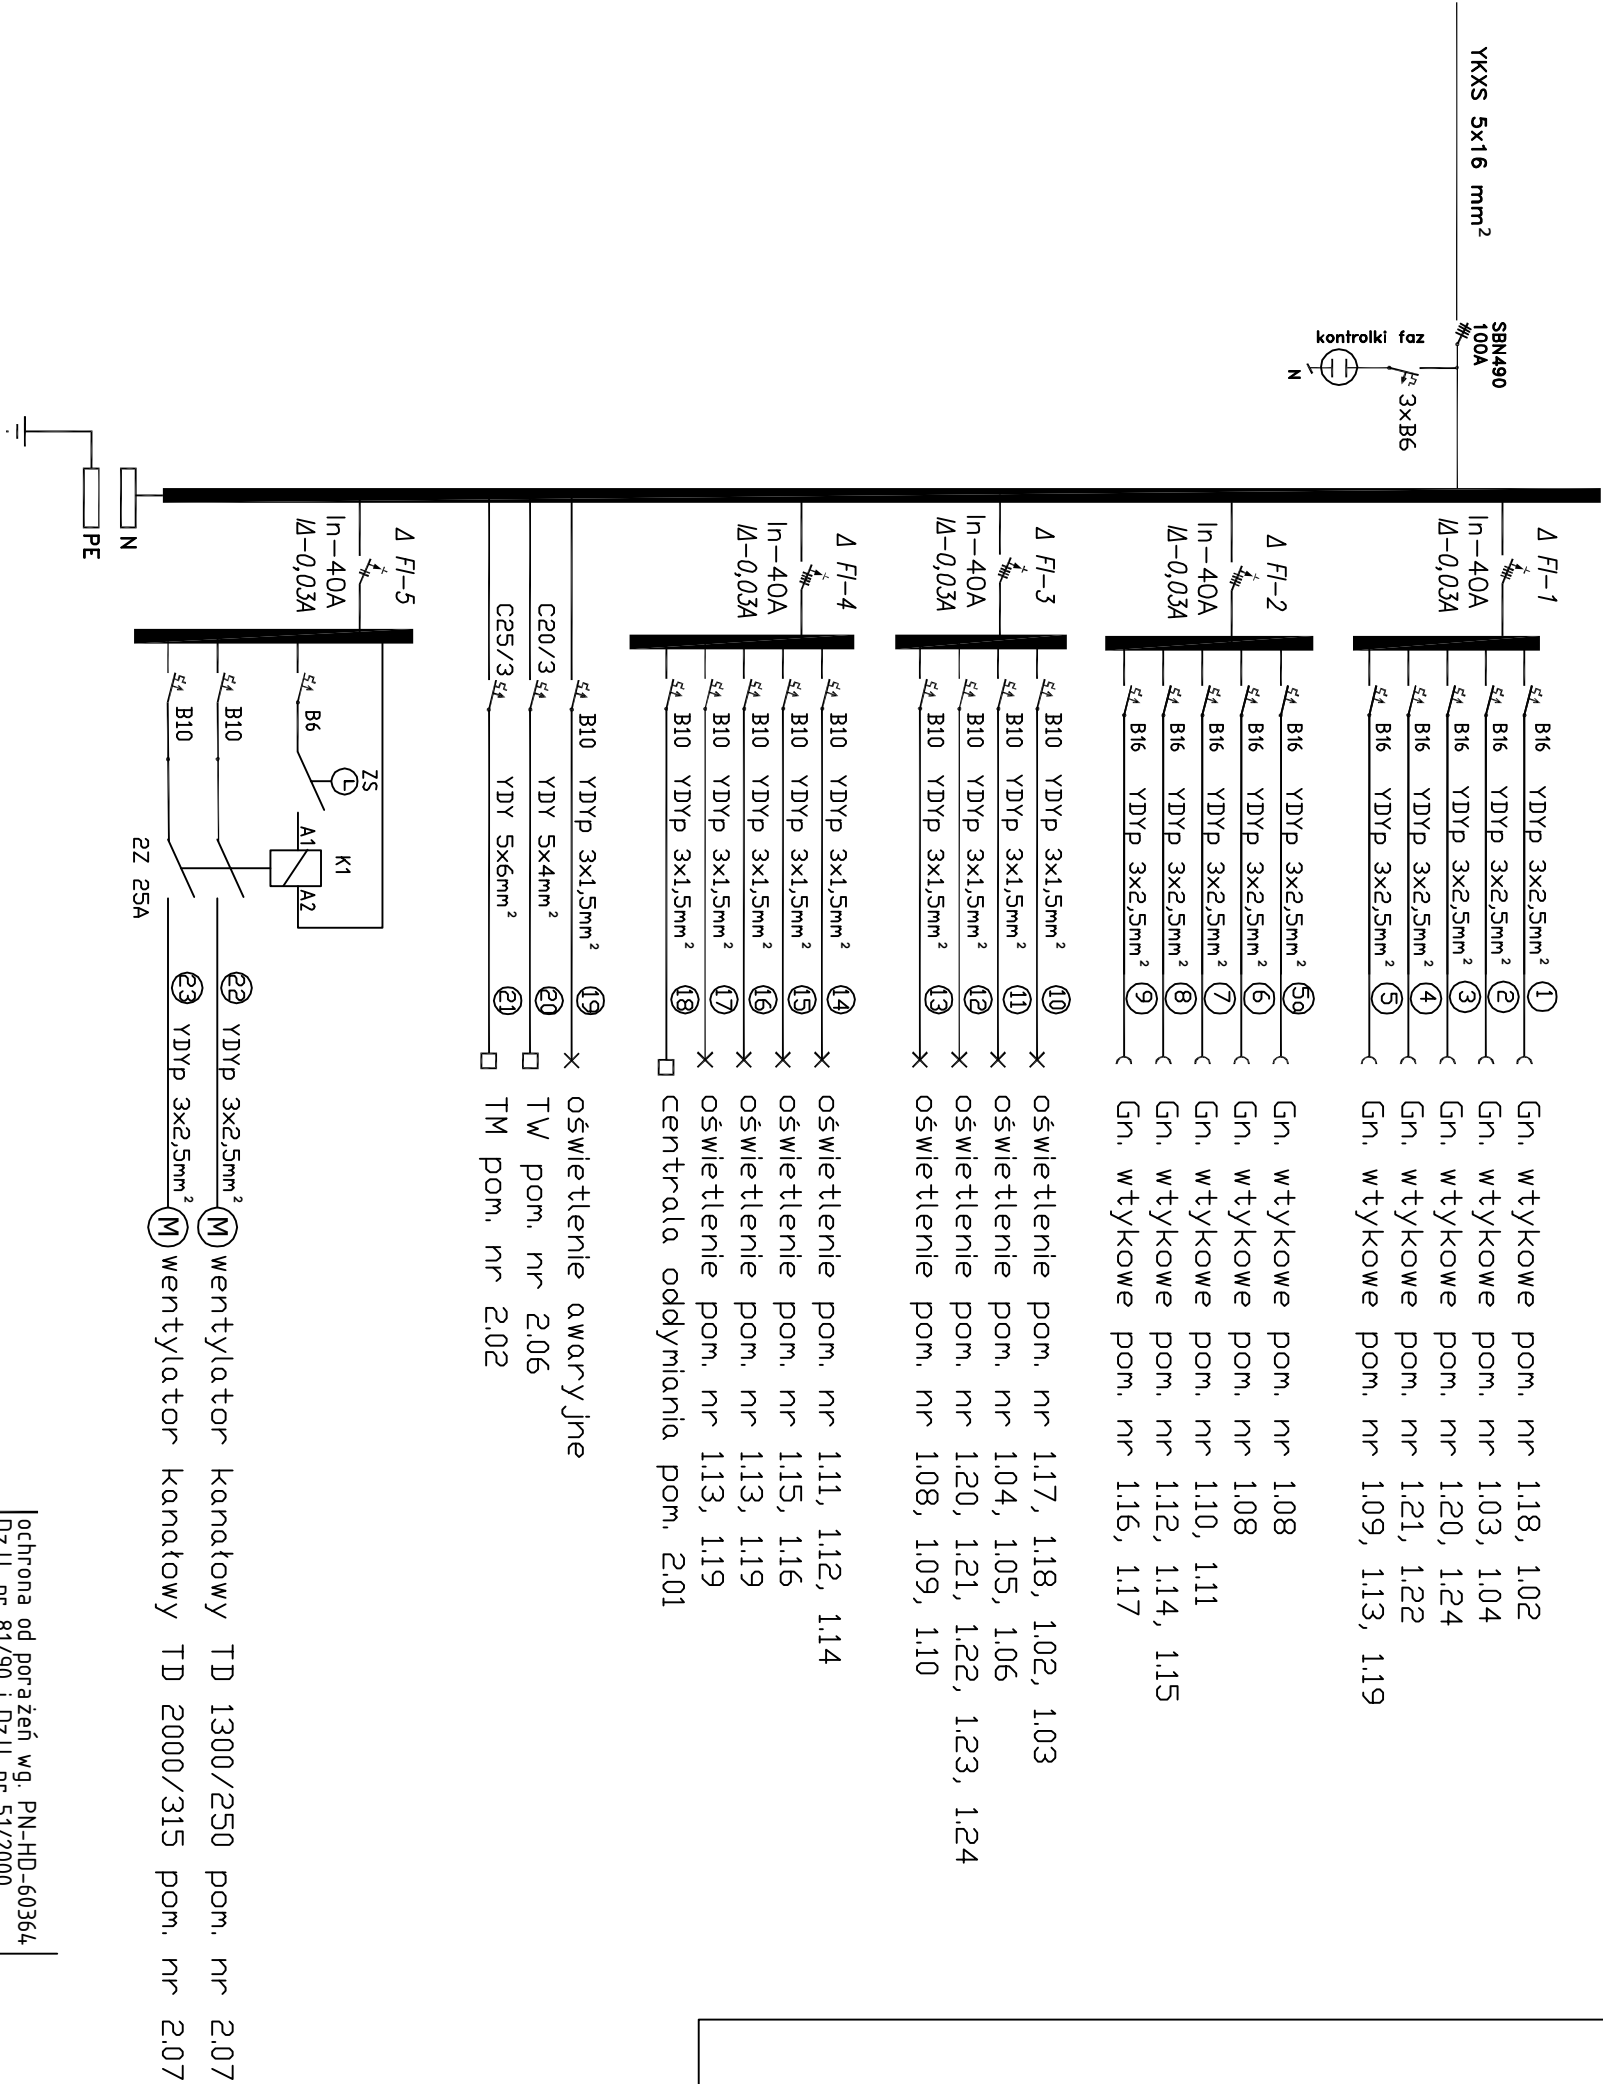 YKXS 5x16 mm²
SBN490
100A
kontrolki faz
N
3xB6
Δ FI-1
In-40A
IΔ-0,03A
B16 YDYp 3x2,5mm² 1 Gn. wtykowe pom. nr 1.18, 1.02
B16 YDYp 3x2,5mm² 2 Gn. wtykowe pom. nr 1.03, 1.04
B16 YDYp 3x2,5mm² 3 Gn. wtykowe pom. nr 1.20, 1.24
B16 YDYp 3x2,5mm² 4 Gn. wtykowe pom. nr 1.21, 1.22
B16 YDYp 3x2,5mm² 5 Gn. wtykowe pom. nr 1.09, 1.13, 1.19
Δ FI-2
In-40A
IΔ-0,03A
B16 YDYp 3x2,5mm² 5a Gn. wtykowe pom. nr 1.08
B16 YDYp 3x2,5mm² 6 Gn. wtykowe pom. nr 1.08
B16 YDYp 3x2,5mm² 7 Gn. wtykowe pom. nr 1.10, 1.11
B16 YDYp 3x2,5mm² 8 Gn. wtykowe pom. nr 1.12, 1.14, 1.15
B16 YDYp 3x2,5mm² 9 Gn. wtykowe pom. nr 1.16, 1.17
Δ FI-3
In-40A
IΔ-0,03A
B10 YDYp 3x1,5mm² 10 oświetlenie pom. nr 1.17, 1.18, 1.02, 1.03
B10 YDYp 3x1,5mm² 11 oświetlenie pom. nr 1.04, 1.05, 1.06
B10 YDYp 3x1,5mm² 12 oświetlenie pom. nr 1.20, 1.21, 1.22, 1.23, 1.24
B10 YDYp 3x1,5mm² 13 oświetlenie pom. nr 1.08, 1.09, 1.10
Δ FI-4
In-40A
IΔ-0,03A
B10 YDYp 3x1,5mm² 14 oświetlenie pom. nr 1.11, 1.12, 1.14
B10 YDYp 3x1,5mm² 15 oświetlenie pom. nr 1.15, 1.16
B10 YDYp 3x1,5mm² 16 oświetlenie pom. nr 1.13, 1.19
B10 YDYp 3x1,5mm² 17 oświetlenie pom. nr 1.13, 1.19
B10 YDYp 3x1,5mm² 18 centrala oddymiania pom. 2.01
B10 YDYp 3x1,5mm² 19 oświetlenie awaryjne
C20/3 YDY 5x4mm² 20 TW pom. nr 2.06
C25/3 YDY 5x6mm² 21 TM pom. nr 2.02
Δ FI-5
In-40A
IΔ-0,03A
ZS
B6
A1
K1
A2
B10 22 YDYp 3x2,5mm² M wentylator kanałowy TD 1300/250 pom. nr 2.07
B10 23 YDYp 3x2,5mm² M wentylator kanałowy TD 2000/315 pom. nr 2.07
2Z 25A
N
PE
ochrona od porażeń wg. PN-HD-60364
Dz.U. nr 81/90 i Dz.U. nr 51/2000